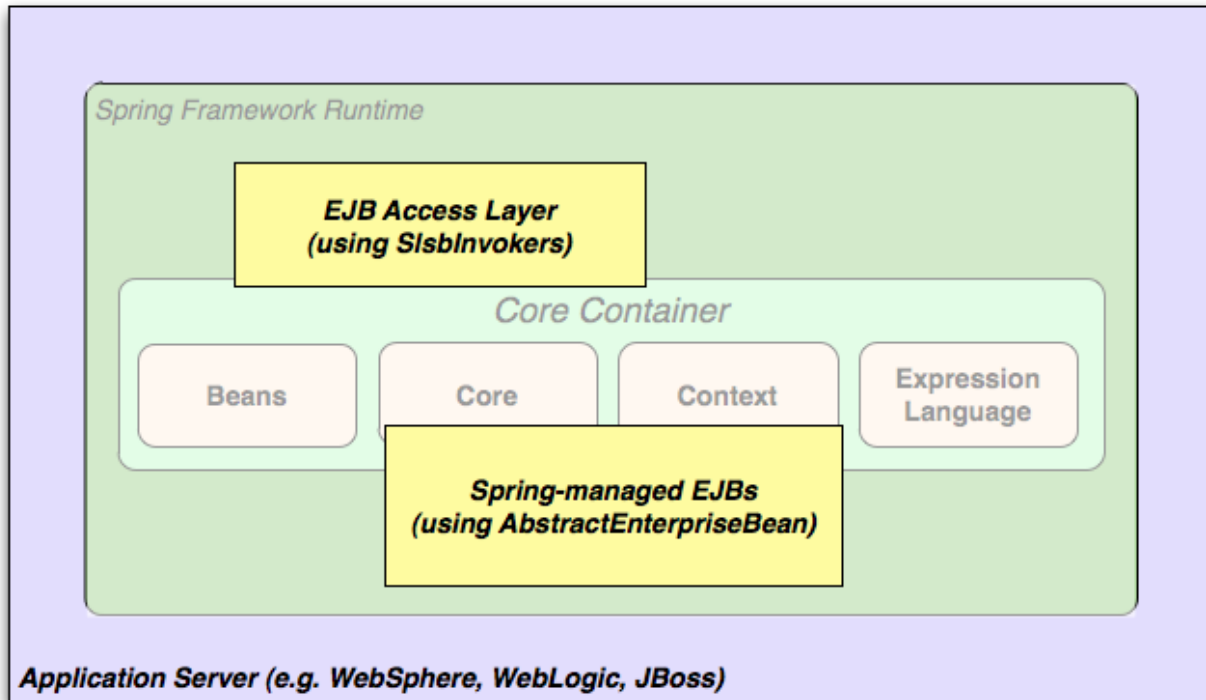 Spring Framework Runtime
EJB Access Layer
(using SlsbInvokers)
Core Container
Beans
Core
Context
Expression
Language
Spring-managed EJBs
(using AbstractEnterpriseBean)
Application Server (e.g. WebSphere, WebLogic, JBoss)